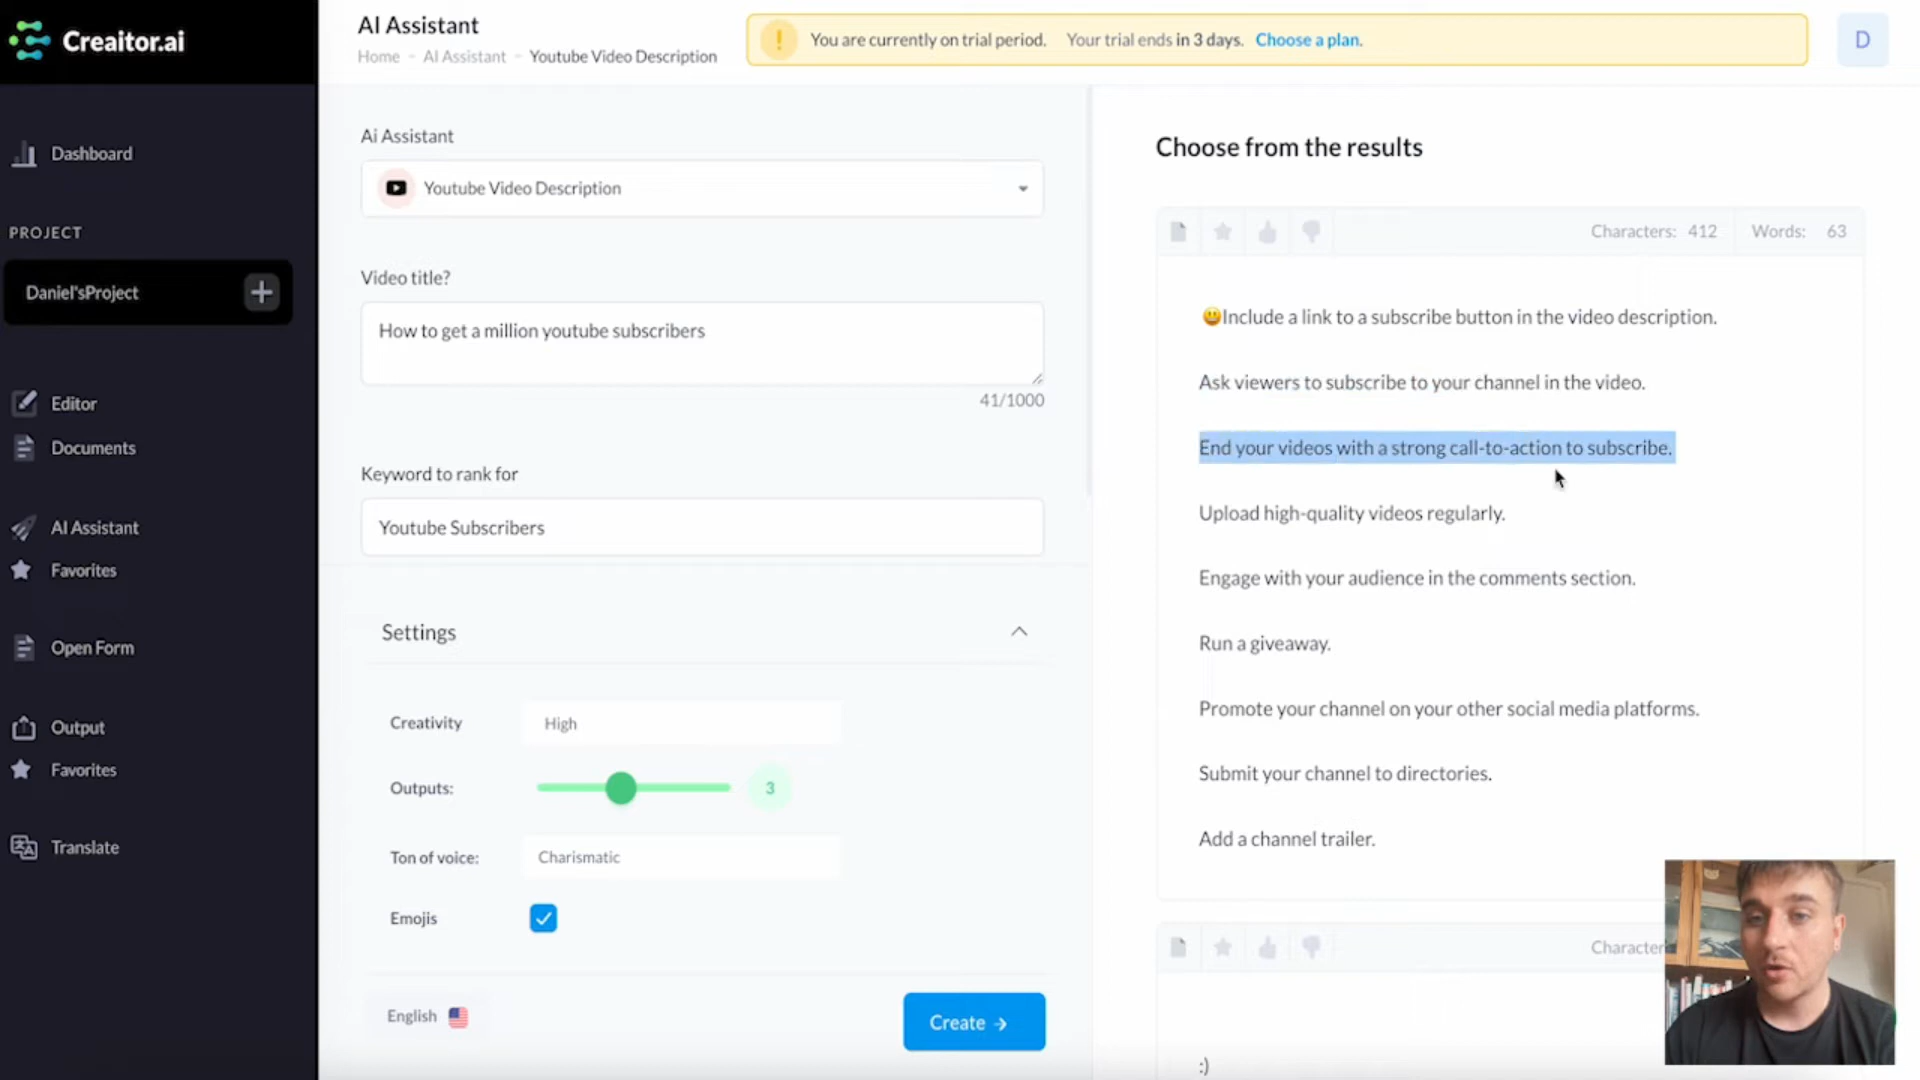 Creaitor.ai
AI Assistant
Home - AI Assistant - Youtube Video Description
! You are currently on trial period. Your trial ends in 3 days. Choose a plan.
D
Dashboard
PROJECT
Daniel'sProject
Editor
Documents
AI Assistant
Favorites
Open Form
Output
Favorites
Translate
Ai Assistant
Youtube Video Description
Video title?
How to get a million youtube subscribers
41/1000
Keyword to rank for
Youtube Subscribers
Settings
Creativity High
Outputs: 3
Ton of voice: Charismatic
Emojis
English
Create →
Choose from the results
Characters: 412 Words: 63
😃Include a link to a subscribe button in the video description.
Ask viewers to subscribe to your channel in the video.
End your videos with a strong call-to-action to subscribe.
Upload high-quality videos regularly.
Engage with your audience in the comments section.
Run a giveaway.
Promote your channel on your other social media platforms.
Submit your channel to directories.
Add a channel trailer.
Character
:)